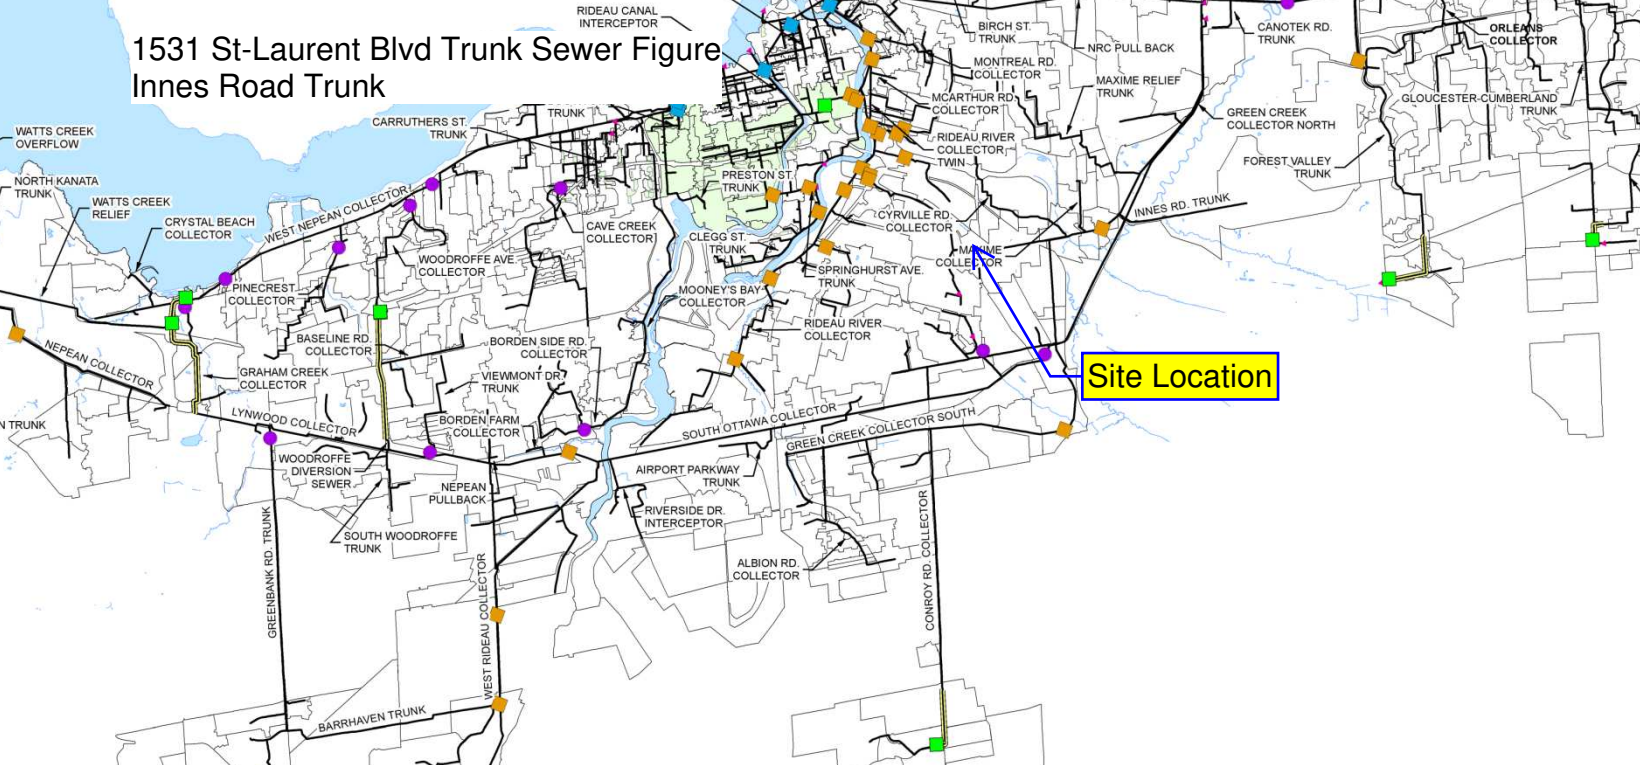 1531 St-Laurent Blvd Trunk Sewer Figure
Innes Road Trunk
RIDEAU CANAL
INTERCEPTOR
BIRCH ST.
TRUNK
NRC PULL BACK
CANOTEK RD.
TRUNK
ORLEANS
COLLECTOR
MONTREAL RD.
COLLECTOR
MAXIME RELIEF
TRUNK
MCARTHUR RD.
COLLECTOR
GLOUCESTER-CUMBERLAND
TRUNK
GREEN CREEK
COLLECTOR NORTH
TRUNK
CARRUTHERS ST.
TRUNK
WATTS CREEK
OVERFLOW
RIDEAU RIVER
COLLECTOR
TWIN
FOREST VALLEY
TRUNK
NORTH KANATA
TRUNK
PRESTON ST.
TRUNK
WATTS CREEK
RELIEF
WEST NEPEAN COLLECTOR
INNES RD. TRUNK
CRYSTAL BEACH
COLLECTOR
CAVE CREEK
COLLECTOR
CYRVILLE RD.
COLLECTOR
CLEGG ST.
TRUNK
MAXIME
COLLECTOR
WOODROFFE AVE.
COLLECTOR
SPRINGHURST AVE.
TRUNK
PINECREST
COLLECTOR
MOONEY'S BAY
COLLECTOR
RIDEAU RIVER
COLLECTOR
BASELINE RD.
COLLECTOR
BORDEN SIDE RD.
COLLECTOR
NEPEAN COLLECTOR
GRAHAM CREEK
COLLECTOR
VIEWMONT DR.
TRUNK
Site Location
LYNWOOD COLLECTOR
BORDEN FARM
COLLECTOR
SOUTH OTTAWA COLLECTOR
GREEN CREEK COLLECTOR SOUTH
N TRUNK
WOODROFFE
DIVERSION
SEWER
AIRPORT PARKWAY
TRUNK
NEPEAN
PULLBACK
RIVERSIDE DR.
INTERCEPTOR
SOUTH WOODROFFE
TRUNK
GREENBANK RD. TRUNK
WEST RIDEAU COLLECTOR
ALBION RD.
COLLECTOR
CONROY RD. COLLECTOR
BARRHAVEN TRUNK